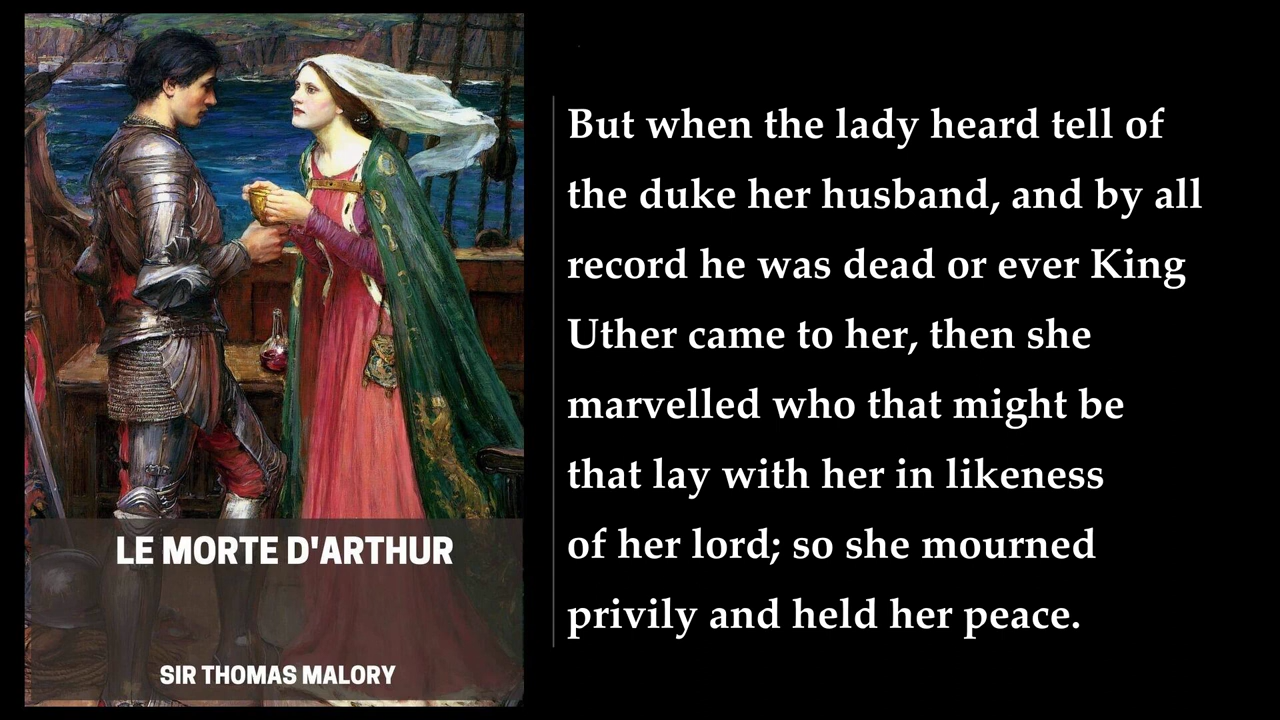 LE MORTE D'ARTHUR
SIR THOMAS MALORY
But when the lady heard tell of
the duke her husband, and by all
record he was dead or ever King
Uther came to her, then she
marvelled who that might be
that lay with her in likeness
of her lord; so she mourned
privily and held her peace.